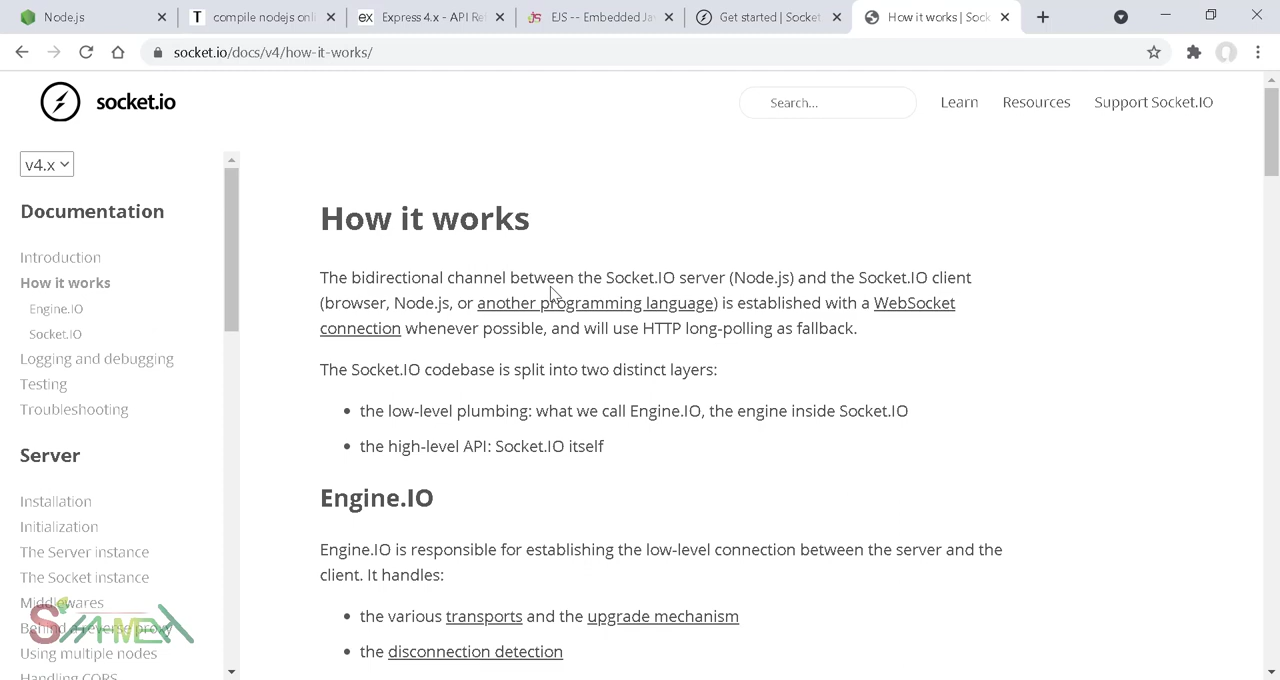 Node.js
compile nodejs onli
Express 4.x - API Re
EJS -- Embedded Ja
Get started | Socket
How it works | Sock
socket.io/docs/v4/how-it-works/
socket.io
Search...
Learn
Resources
Support Socket.IO
v4.x
Documentation
Introduction
How it works
Engine.IO
Socket.IO
Logging and debugging
Testing
Troubleshooting
Server
Installation
Initialization
The Server instance
The Socket instance
Middlewares
Behind a reverse proxy
Using multiple nodes
Handling CORS
SIAMEX
How it works
The bidirectional channel between the Socket.IO server (Node.js) and the Socket.IO client
(browser, Node.js, or another programming language) is established with a WebSocket
connection whenever possible, and will use HTTP long-polling as fallback.
The Socket.IO codebase is split into two distinct layers:
• the low-level plumbing: what we call Engine.IO, the engine inside Socket.IO
• the high-level API: Socket.IO itself
Engine.IO
Engine.IO is responsible for establishing the low-level connection between the server and the
client. It handles:
• the various transports and the upgrade mechanism
• the disconnection detection